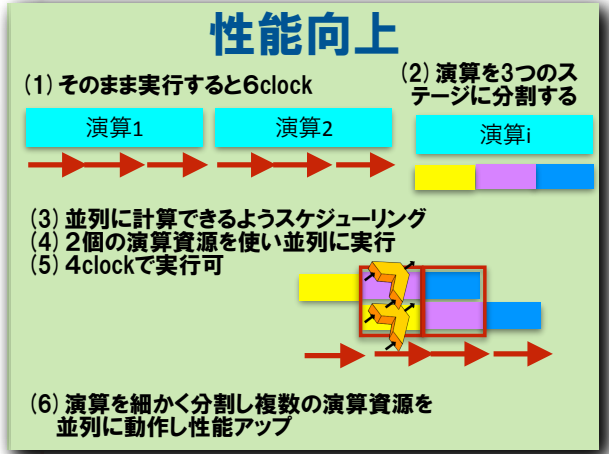 性能向上
(1) そのまま実行すると6clock
(2) 演算を3つのス
テージに分割する
演算1
演算2
演算i
(3) 並列に計算できるようスケジューリング
(4) 2個の演算資源を使い並列に実行
(5) 4clockで実行可
(6) 演算を細かく分割し複数の演算資源を
並列に動作し性能アップ